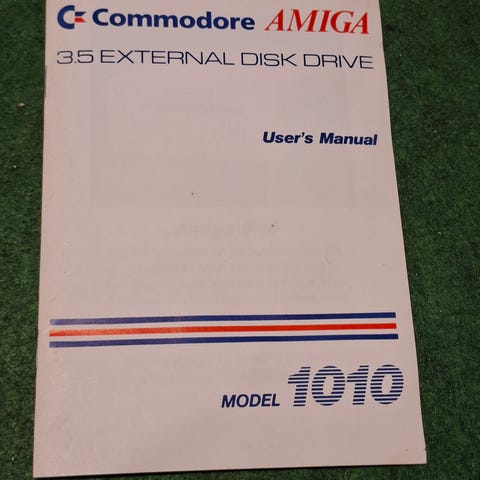 Commodore AMIGA
3.5 EXTERNAL DISK DRIVE
User's Manual
MODEL 1010